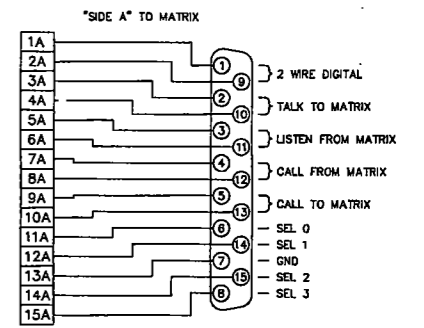 "SIDE A" TO MATRIX
1A
2A
3A
4A
5A
6A
7A
8A
9A
10A
11A
12A
13A
14A
15A
1
9
2
10
3
11
4
12
5
13
6
14
7
15
8
2 WIRE DIGITAL
TALK TO MATRIX
LISTEN FROM MATRIX
CALL FROM MATRIX
CALL TO MATRIX
SEL 0
SEL 1
GND
SEL 2
SEL 3